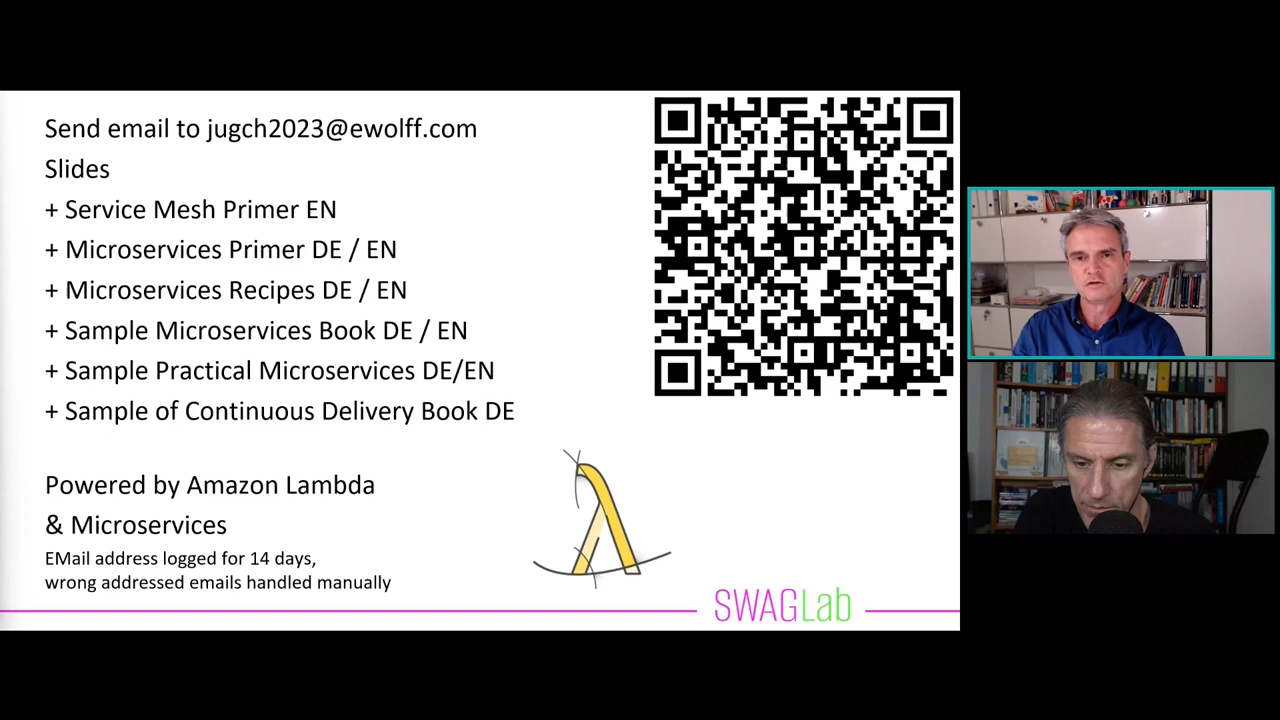 Send email to jugch2023@ewolff.com
Slides
+ Service Mesh Primer EN
+ Microservices Primer DE / EN
+ Microservices Recipes DE / EN
+ Sample Microservices Book DE / EN
+ Sample Practical Microservices DE/EN
+ Sample of Continuous Delivery Book DE
Powered by Amazon Lambda
& Microservices
EMail address logged for 14 days,
wrong addressed emails handled manually
SWAGLab